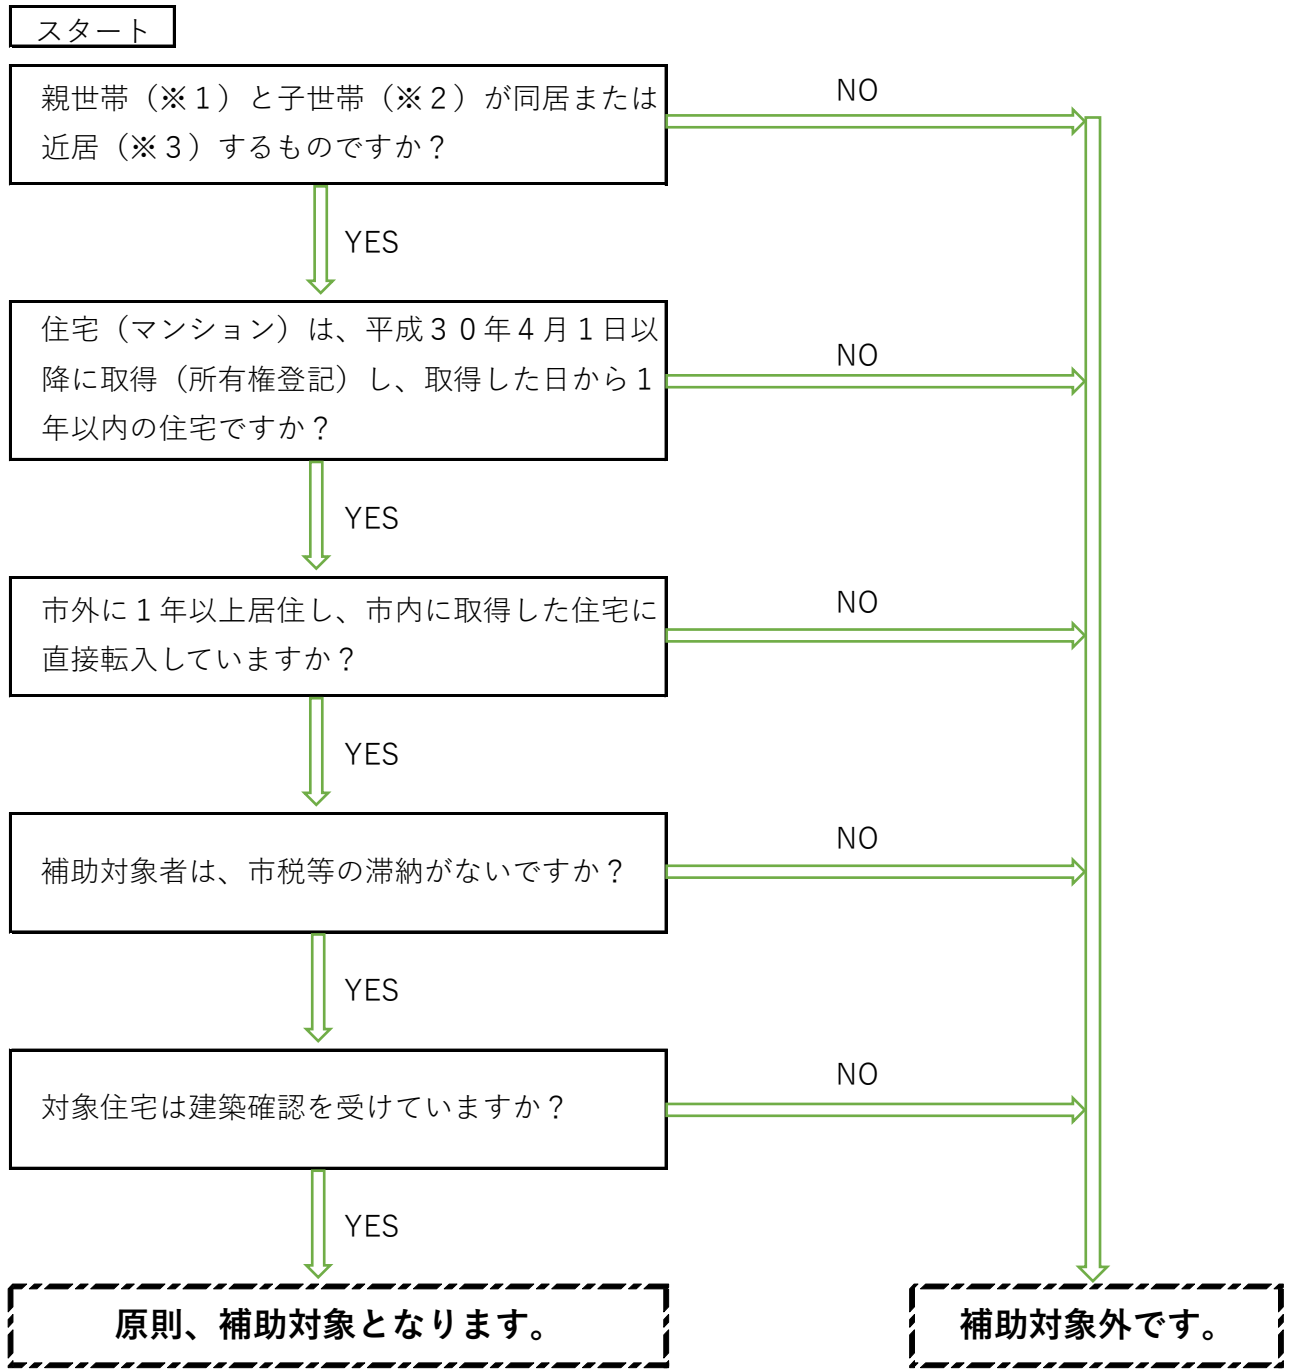 スタート
親世帯（※１）と子世帯（※２）が同居または
近居（※３）するものですか？
NO
YES
住宅（マンション）は、平成３０年４月１日以
降に取得（所有権登記）し、取得した日から１
年以内の住宅ですか？
NO
YES
市外に１年以上居住し、市内に取得した住宅に
直接転入していますか？
NO
YES
補助対象者は、市税等の滞納がないですか？
NO
YES
対象住宅は建築確認を受けていますか？
NO
YES
原則、補助対象となります。
補助対象外です。